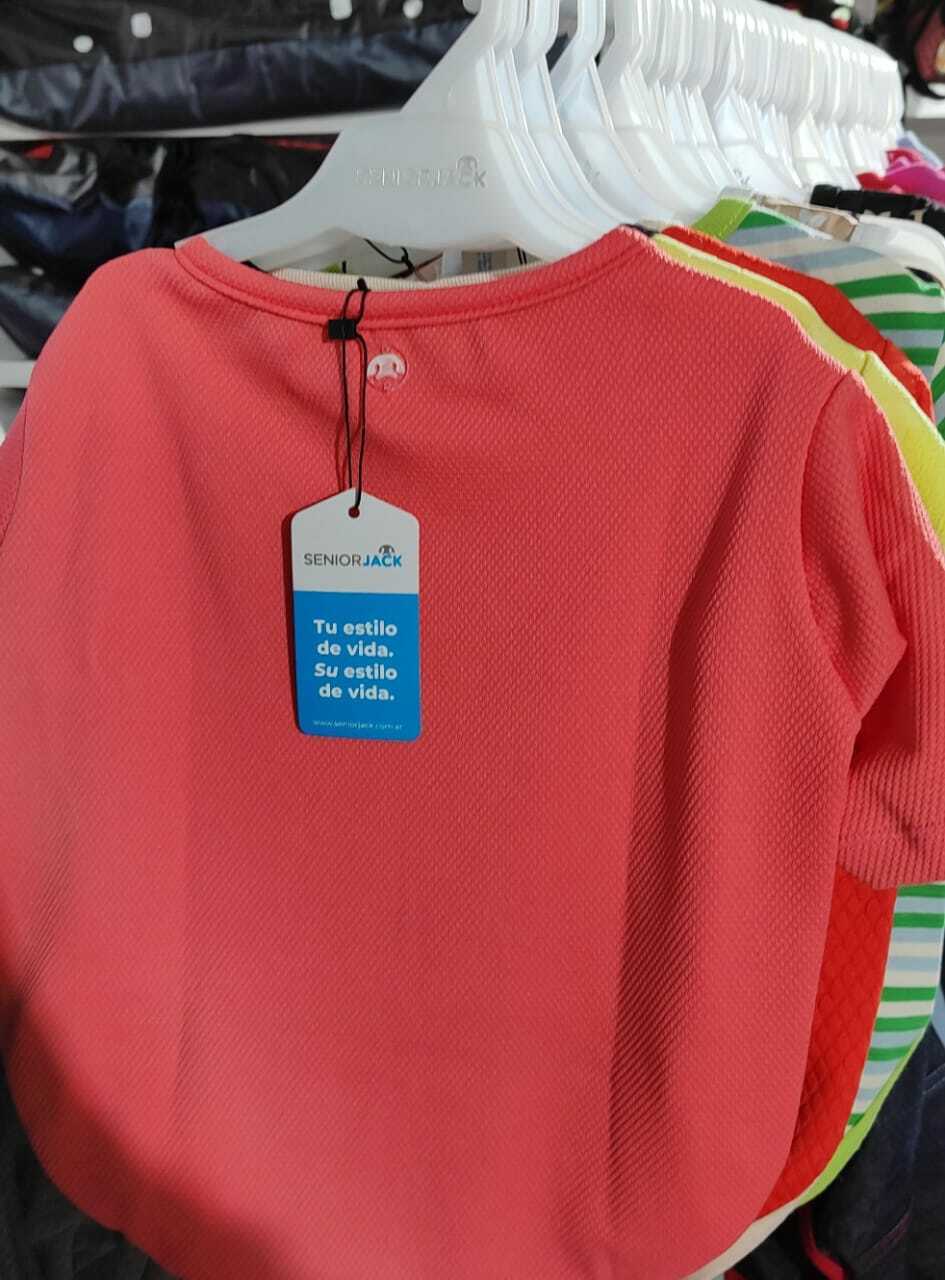 SENIORJACK
SENIORJACK
Tu estilo
de vida.
Su estilo
de vida.
www.seniorjack.com.ar